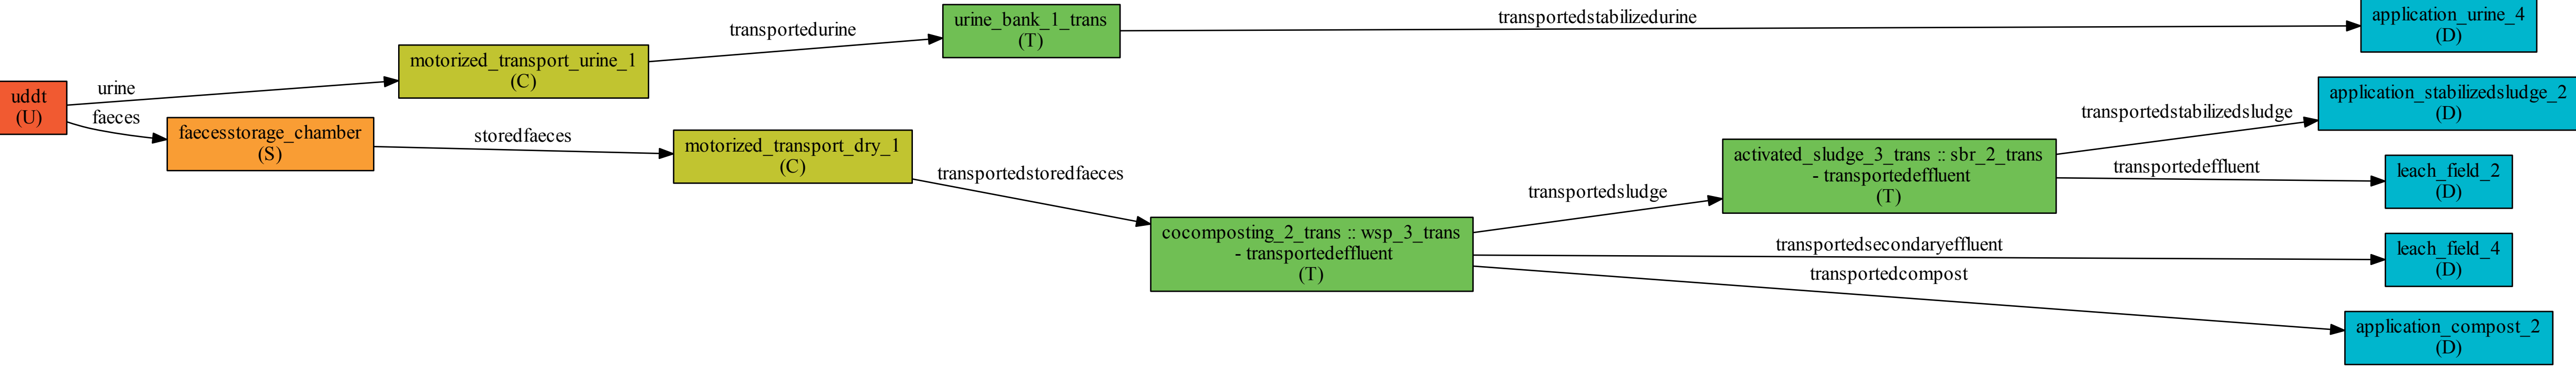 uddt
(U)
urine
faeces
faecesstorage_chamber
(S)
motorized_transport_urine_1
(C)
storedfaeces
transportedurine
motorized_transport_dry_1
(C)
urine_bank_1_trans
(T)
transportedstoredfaeces
cocomposting_2_trans :: wsp_3_trans
- transportedeffluent
(T)
transportedstabilizedurine
transportedsludge
activated_sludge_3_trans :: sbr_2_trans
- transportedeffluent
(T)
transportedsecondaryeffluent
transportedcompost
transportedstabilizedsludge
transportedeffluent
application_urine_4
(D)
application_stabilizedsludge_2
(D)
leach_field_2
(D)
leach_field_4
(D)
application_compost_2
(D)